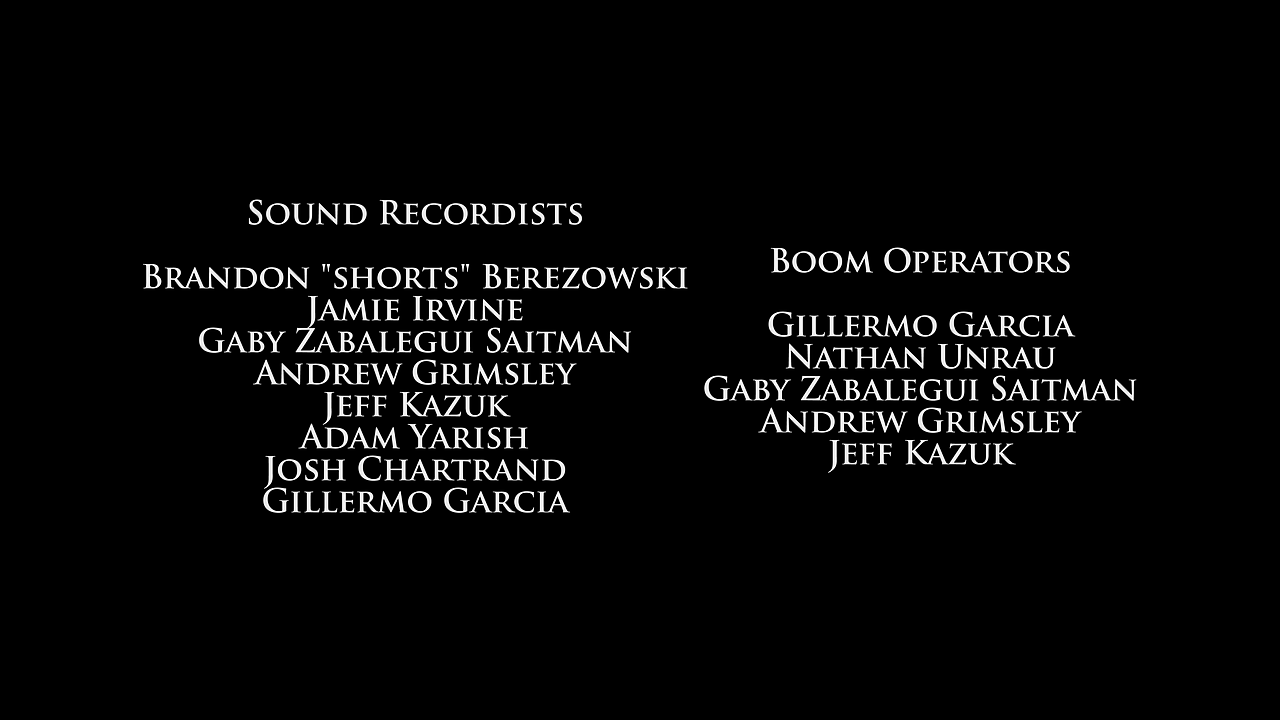 Sound Recordists
Brandon "shorts" Berezowski
Jamie Irvine
Gaby Zabalegui Saitman
Andrew Grimsley
Jeff Kazuk
Adam Yarish
Josh Chartrand
Gillermo Garcia
Boom Operators
Gillermo Garcia
Nathan Unrau
Gaby Zabalegui Saitman
Andrew Grimsley
Jeff Kazuk